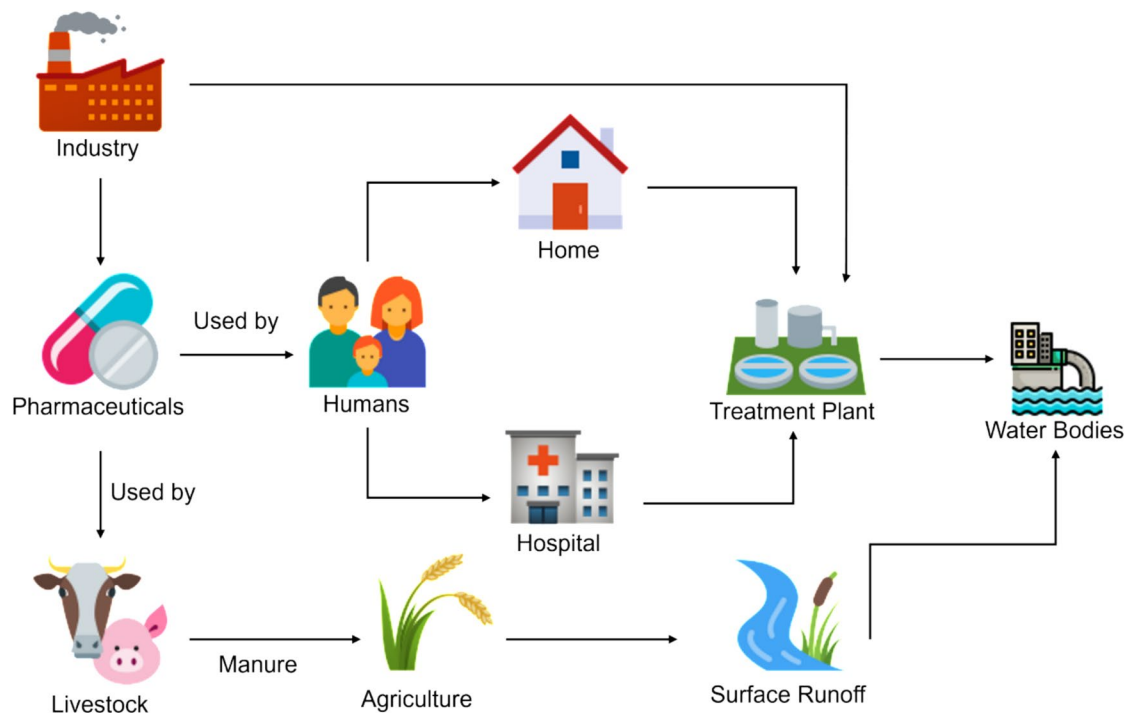 Industry
Home
Used by
Pharmaceuticals
Humans
Treatment Plant
Water Bodies
Used by
Hospital
Manure
Livestock
Agriculture
Surface Runoff